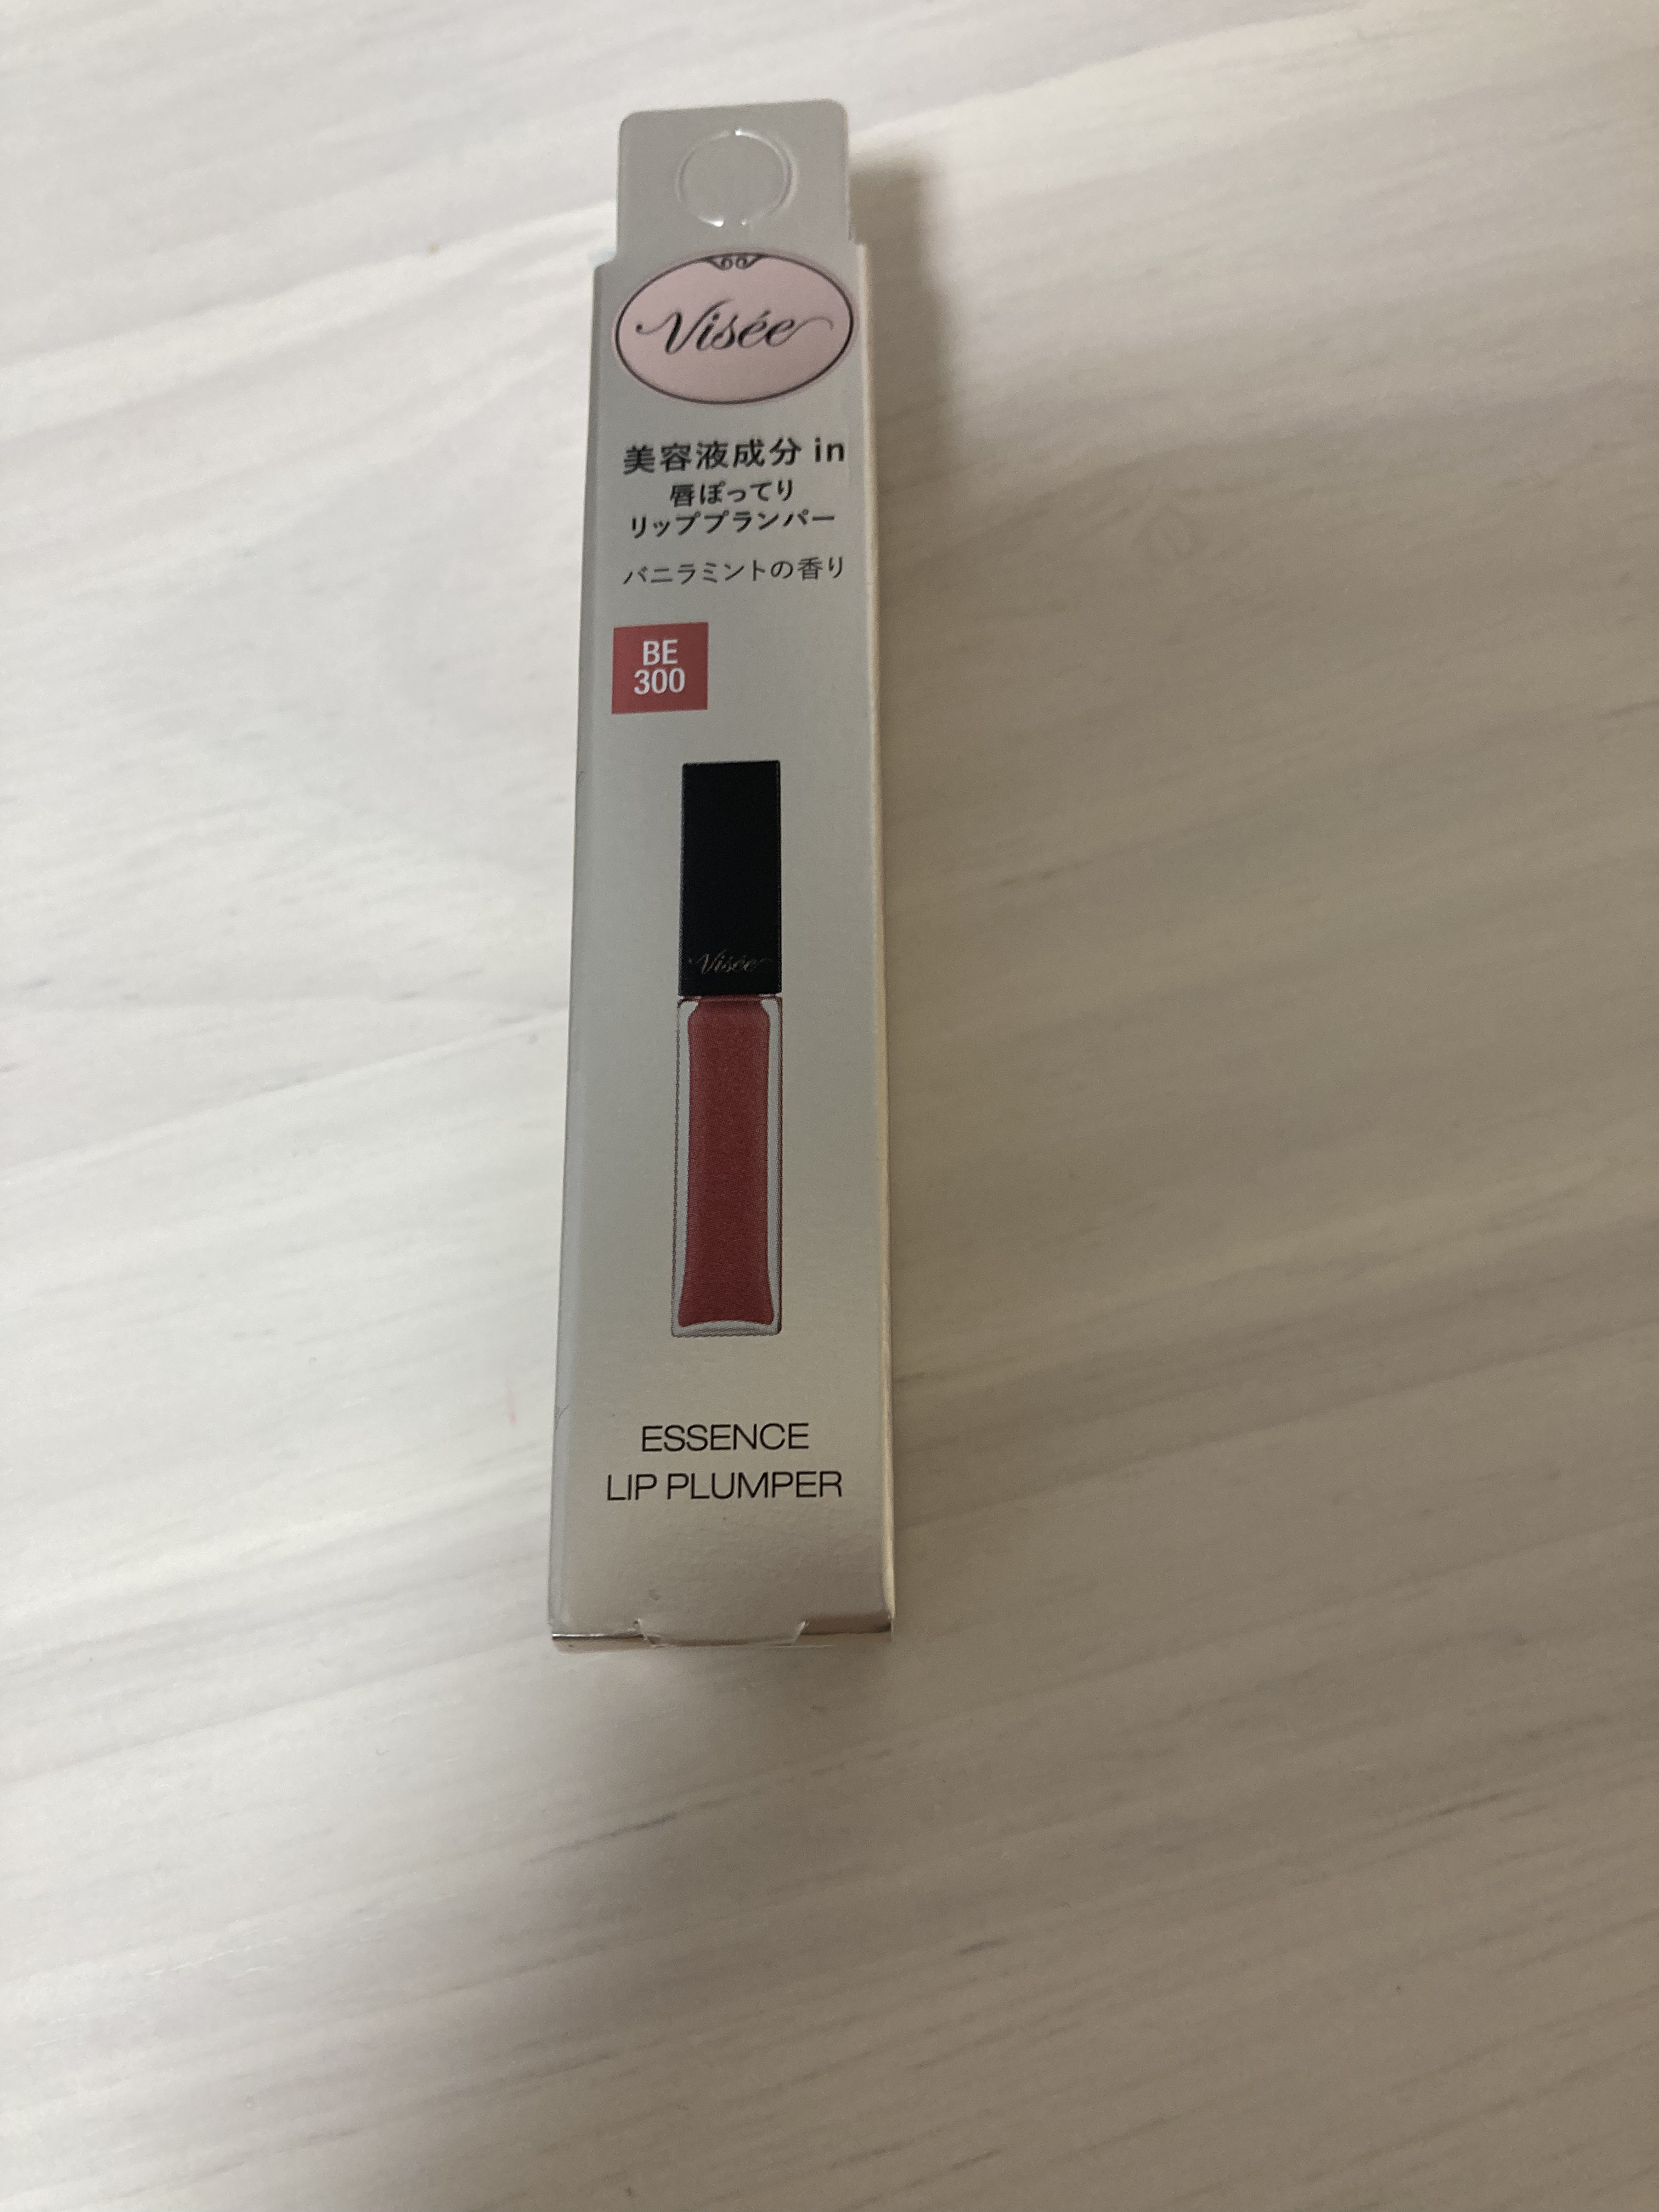 Visée
美容液成分 in
唇ぽってり
リッププランパー
バニラミントの香り
BE
300
Visée
ESSENCE
LIP PLUMPER